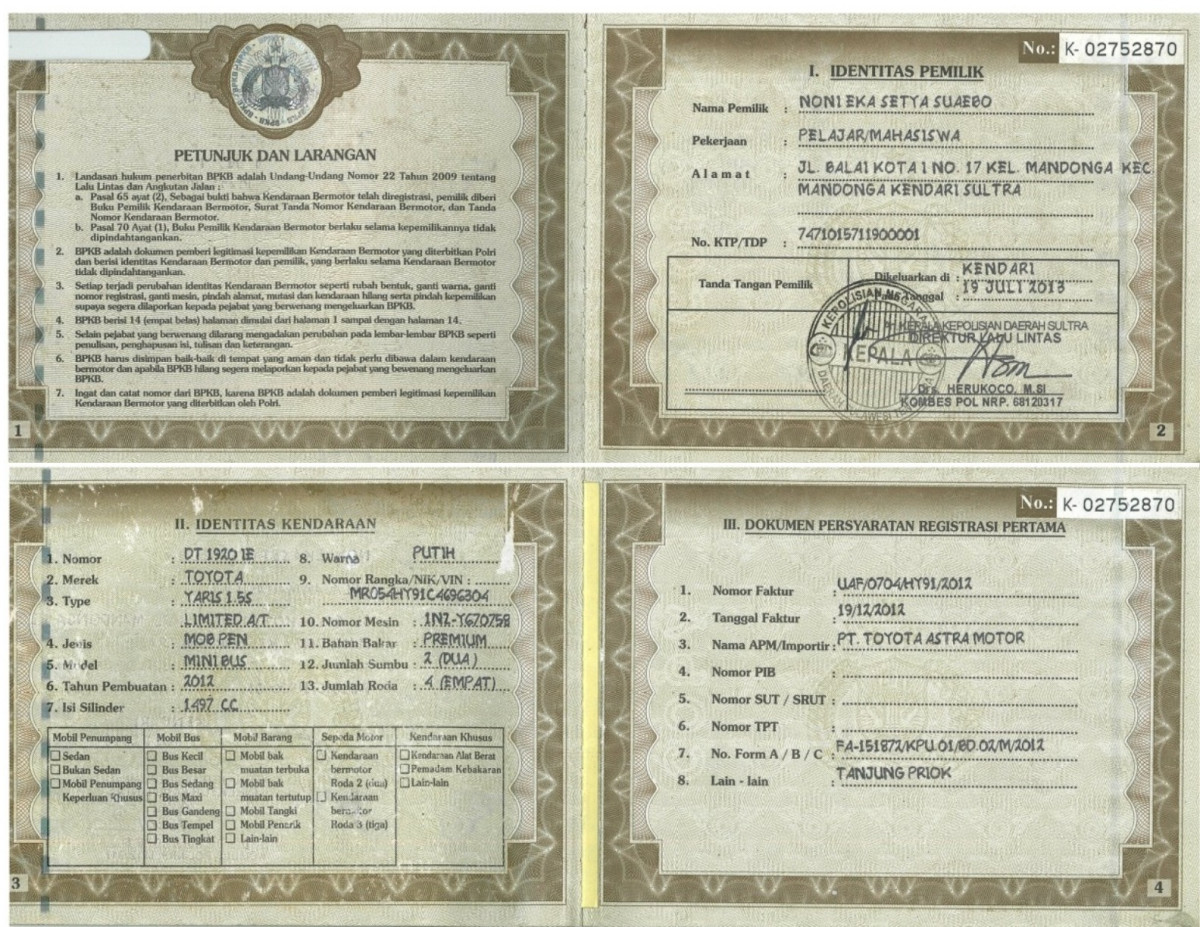 PETUNJUK DAN LARANGAN
1. Landasan hukum penerbitan BPKB adalah Undang-Undang Nomor 22 Tahun 2009 tentang
Lalu Lintas dan Angkutan Jalan :
a. Pasal 65 ayat (2), Sebagai bukti bahwa Kendaraan Bermotor telah diregistrasi, pemilik diberi
Buku Pemilik Kendaraan Bermotor, Surat Tanda Nomor Kendaraan Bermotor, dan Tanda
Nomor Kendaraan Bermotor.
b. Pasal 70 Ayat (1), Buku Pemilik Kendaraan Bermotor berlaku selama kepemilikannya tidak
dipindahtangankan.
2. BPKB adalah dokumen pemberi legitimasi kepemilikan Kendaraan Bermotor yang diterbitkan Polri
dan berisi identitas Kendaraan Bermotor dan pemilik, yang berlaku selama Kendaraan Bermotor
tidak dipindahtangankan.
3. Setiap terjadi perubahan identitas Kendaraan Bermotor seperti rubah bentuk, ganti warna, ganti
nomor registrasi, ganti mesin, pindah alamat, mutasi dan kendaraan hilang serta pindah kepemilikan
supaya segera dilaporkan kepada pejabat yang berwenang mengeluarkan BPKB.
4. BPKB berisi 14 (empat belas) halaman dimulai dari halaman 1 sampai dengan halaman 14.
5. Selain pejabat yang berwenang dilarang mengadakan perubahan pada lembar-lembar BPKB seperti
penulisan, penghapusan isi, tulisan dan keterangan.
6. BPKB harus disimpan baik-baik di tempat yang aman dan tidak perlu dibawa dalam kendaraan
bermotor dan apabila BPKB hilang segera melaporkan kepada pejabat yang bewenang mengeluarkan
BPKB.
7. Ingat dan catat nomor dari BPKB, karena BPKB adalah dokumen pemberi legitimasi kepemilikan
Kendaraan Bermotor yang diterbitkan oleh Polri.
1
No.: K- 02752870
I. IDENTITAS PEMILIK
Nama Pemilik : NONI EKA SETYA SUAEBO
Pekerjaan : PELAJAR/MAHASISWA
Alamat : JL. BALAI KOTA 1 NO. 17 KEL. MANDONGA KEC
MANDONGA KENDARI SULTRA
No. KTP/TDP : 7471015711900001
Tanda Tangan Pemilik
Dikeluarkan di : KENDARI
Tanggal : 19 JULI 2013
KEPOLISIAN NEGARA
KEPALA
KEPALA KEPOLISIAN DAERAH SULTRA
DIREKTUR LALU LINTAS
Drs. HERUKOCO, M.SI
KOMBES POL NRP. 68120317
2
II. IDENTITAS KENDARAAN
1. Nomor : DT 1920 IE
2. Merek : TOYOTA
3. Type : YARIS 1.5S
LIMITED A/T
4. Jenis : MOB PEN
5. Model : MINIBUS
6. Tahun Pembuatan : 2012
7. Isi Silinder : 1497 CC
8. Warna PUTIH
9. Nomor Rangka/NIK/VIN :
MR054HY91C4696304
10. Nomor Mesin : 1NZ-Y670758
11. Bahan Bakar : PREMIUM
12. Jumlah Sumbu : 2 (DUA)
13. Jumlah Roda : 4 (EMPAT)
Mobil Penumpang
Sedan
Bukan Sedan
Mobil Penumpang
Keperluan Khusus
Mobil Bus
Bus Kecil
Bus Besar
Bus Sedang
Bus Maxi
Bus Gandeng
Bus Tempel
Bus Tingkat
Mobil Barang
Mobil bak
muatan terbuka
Mobil bak
muatan tertutup
Mobil Tangki
Mobil Penarik
Lain-lain
Sepeda Motor
Kendaraan
bermotor
Roda 2 (dua)
Kendaraan
bermotor
Roda 3 (tiga)
Kendaraan Khusus
Kendaraan Alat Berat
Pemadam Kebakaran
Lain-lain
3
No.: K- 02752870
III. DOKUMEN PERSYARATAN REGISTRASI PERTAMA
1. Nomor Faktur : UAF/0704/HY91/2012
2. Tanggal Faktur : 19/12/2012
3. Nama APM/Importir : PT. TOYOTA ASTRA MOTOR
4. Nomor PIB :
5. Nomor SUT / SRUT :
6. Nomor TPT :
7. No. Form A / B / C : FA-151872/KPU.01/BD.02/M/2012
8. Lain - lain : TANJUNG PRIOK
4